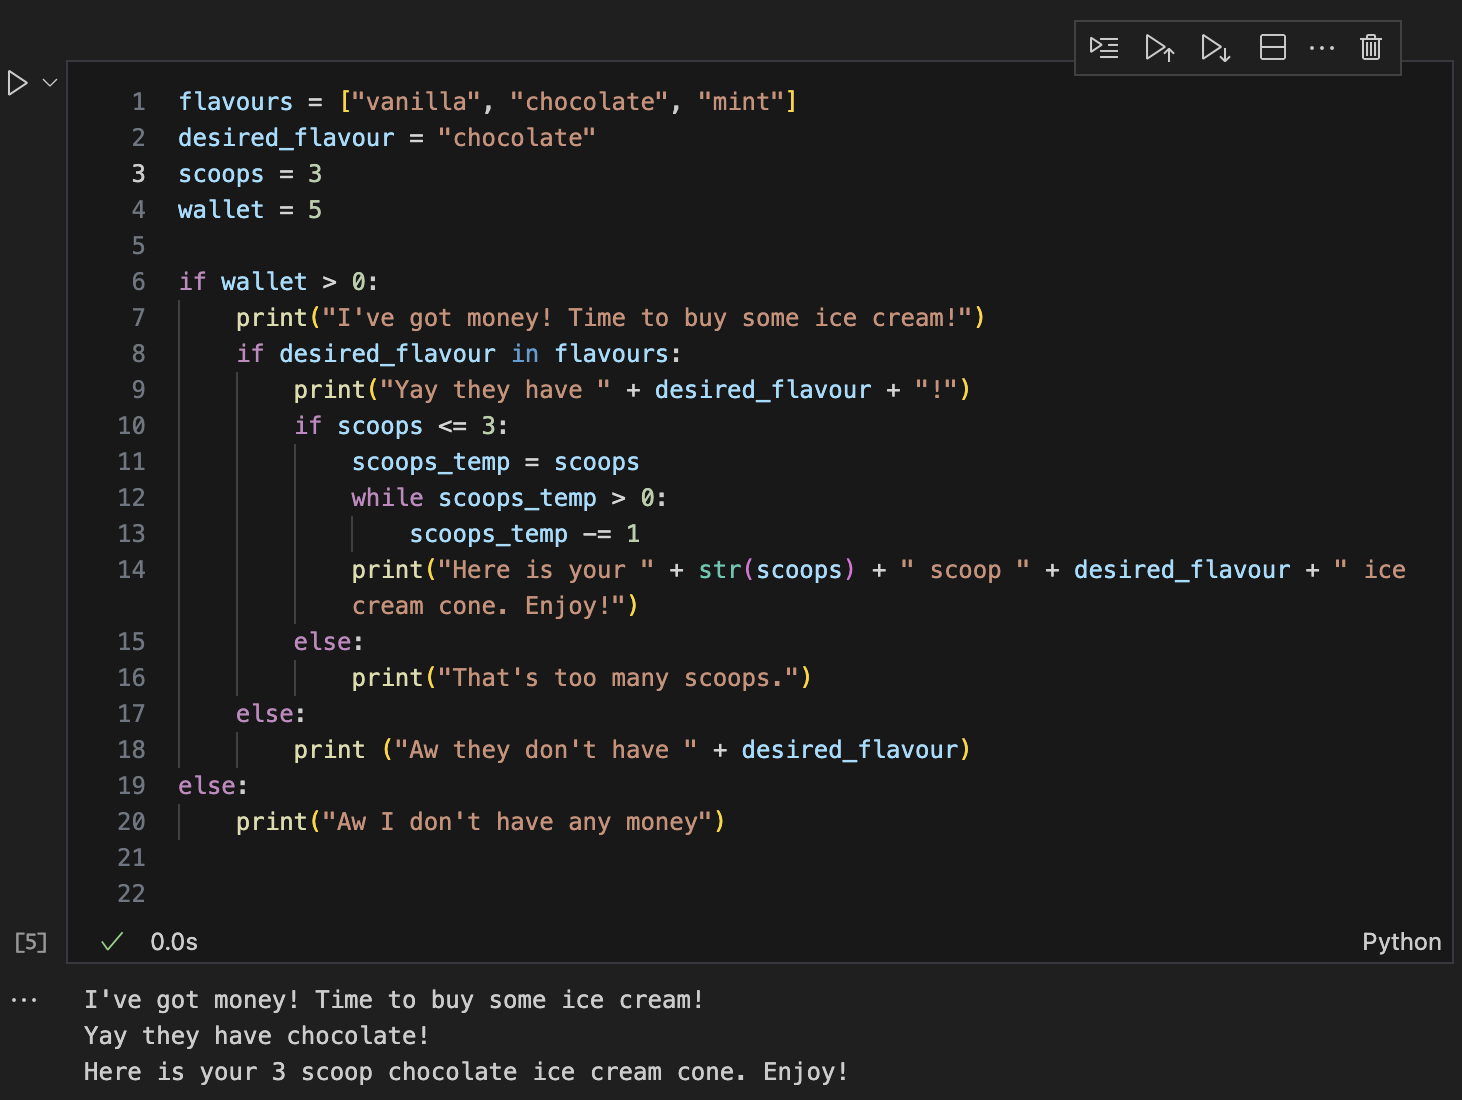 1 flavours = ["vanilla", "chocolate", "mint"]
2 desired_flavour = "chocolate"
3 scoops = 3
4 wallet = 5
5
6 if wallet > 0:
7     print("I've got money! Time to buy some ice cream!")
8     if desired_flavour in flavours:
9         print("Yay they have " + desired_flavour + "!")
10         if scoops <= 3:
11             scoops_temp = scoops
12             while scoops_temp > 0:
13                 scoops_temp -= 1
14             print("Here is your " + str(scoops) + " scoop " + desired_flavour + " ice
            cream cone. Enjoy!")
15         else:
16             print("That's too many scoops.")
17     else:
18         print ("Aw they don't have " + desired_flavour)
19 else:
20     print("Aw I don't have any money")
21
22
[5] 0.0s Python
I've got money! Time to buy some ice cream!
Yay they have chocolate!
Here is your 3 scoop chocolate ice cream cone. Enjoy!